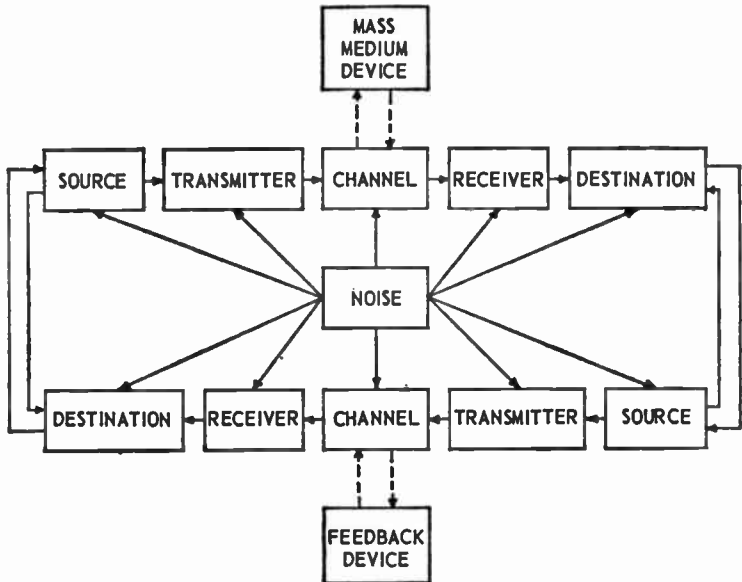 MASS
MEDIUM
DEVICE
SOURCE
TRANSMITTER
CHANNEL
RECEIVER
DESTINATION
NOISE
DESTINATION
RECEIVER
CHANNEL
TRANSMITTER
SOURCE
FEEDBACK
DEVICE